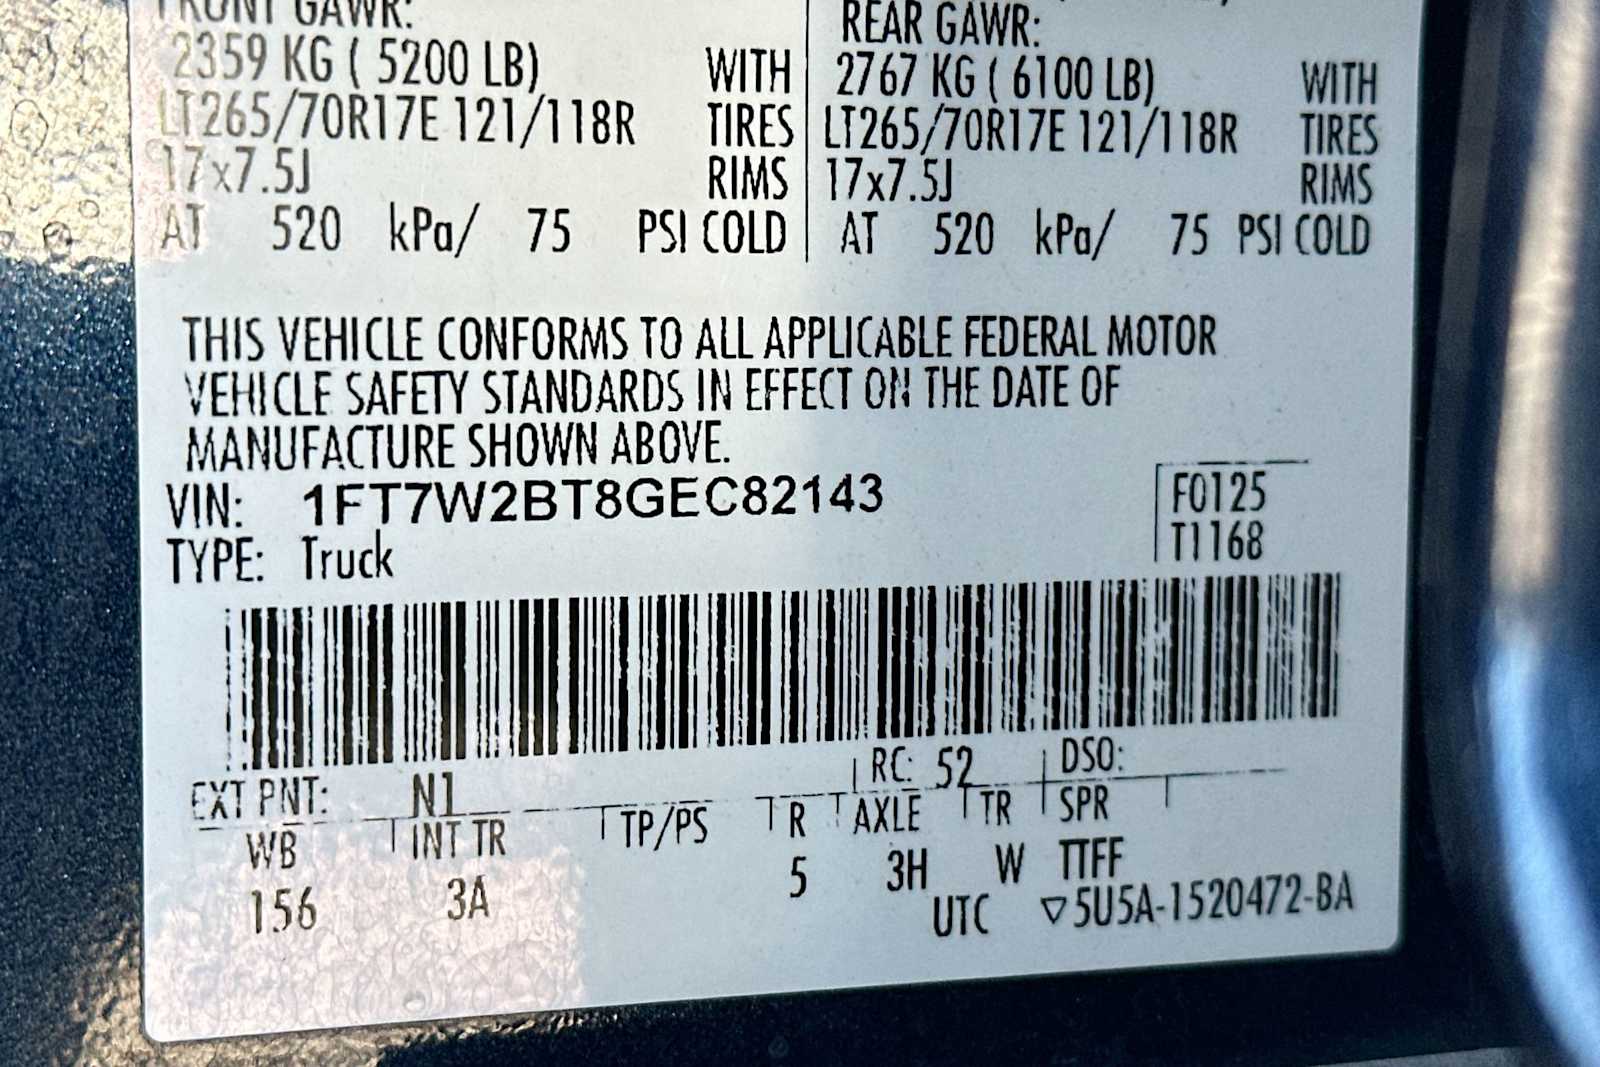 FRONT GAWR:
2359 KG ( 5200 LB) WITH
LT265/70R17E 121/118R TIRES
17x7.5J RIMS
AT 520 kPa/ 75 PSI COLD
REAR GAWR:
2767 KG ( 6100 LB) WITH
LT265/70R17E 121/118R TIRES
17x7.5J RIMS
AT 520 kPa/ 75 PSI COLD
THIS VEHICLE CONFORMS TO ALL APPLICABLE FEDERAL MOTOR
VEHICLE SAFETY STANDARDS IN EFFECT ON THE DATE OF
MANUFACTURE SHOWN ABOVE.
VIN: 1FT7W2BT8GEC82143
TYPE: Truck
F0125
T1168
EXT PNT: N1 RC: 52 DSO:
WB INT TR TP/PS R AXLE TR SPR
156 3A 5 3H W TTFF
UTC ▽5U5A-1520472-BA